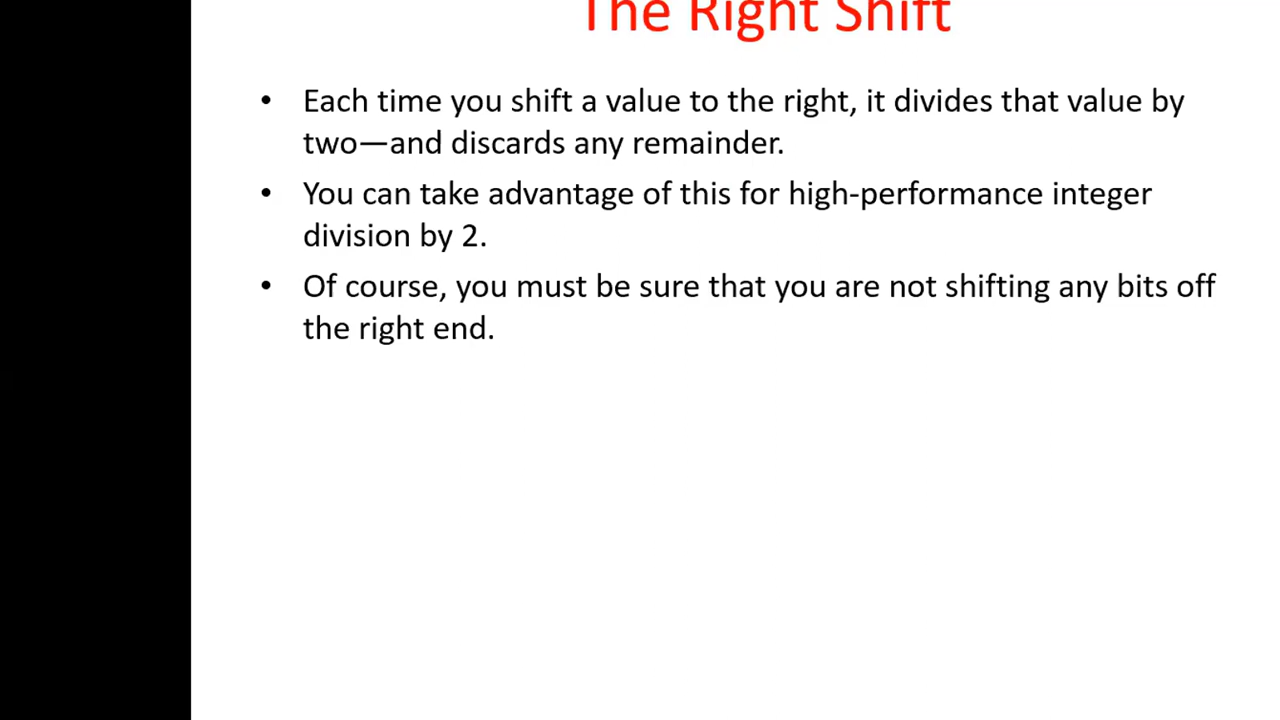 The Right Shift
• Each time you shift a value to the right, it divides that value by
two—and discards any remainder.
• You can take advantage of this for high-performance integer
division by 2.
• Of course, you must be sure that you are not shifting any bits off
the right end.